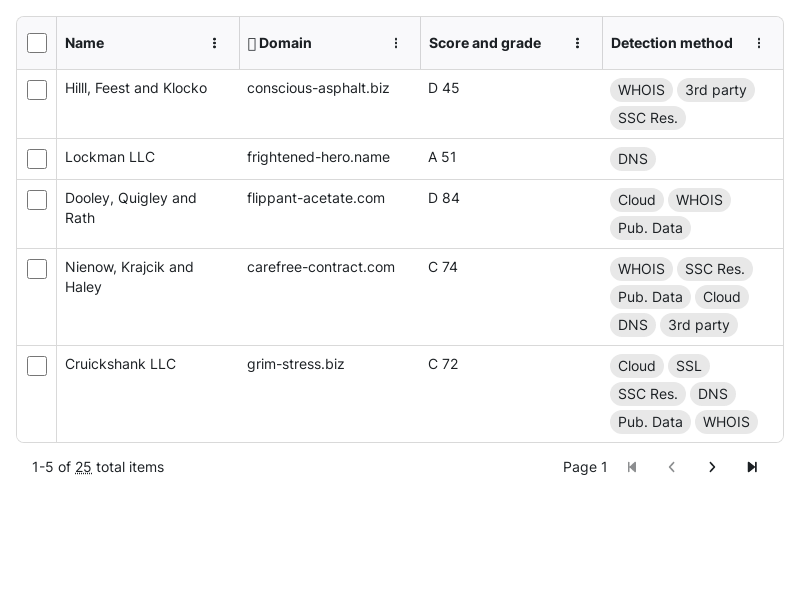 Name Domain Score and grade Detection method
Hilll, Feest and Klocko conscious-asphalt.biz D 45 WHOIS 3rd party
SSC Res.
Lockman LLC frightened-hero.name A 51 DNS
Dooley, Quigley and flippant-acetate.com D 84 Cloud WHOIS
Rath Pub. Data
Nienow, Krajcik and carefree-contract.com C 74 WHOIS SSC Res.
Haley Pub. Data Cloud
DNS 3rd party
Cruickshank LLC grim-stress.biz C 72 Cloud SSL
SSC Res. DNS
Pub. Data WHOIS
1-5 of 25 total items Page 1